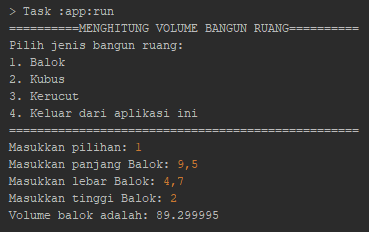 > Task :app:run
==========MENGHITUNG VOLUME BANGUN RUANG==========
Pilih jenis bangun ruang:
1. Balok
2. Kubus
3. Kerucut
4. Keluar dari aplikasi ini
==================================================
Masukkan pilihan: 1
Masukkan panjang Balok: 9,5
Masukkan lebar Balok: 4,7
Masukkan tinggi Balok: 2
Volume balok adalah: 89.299995